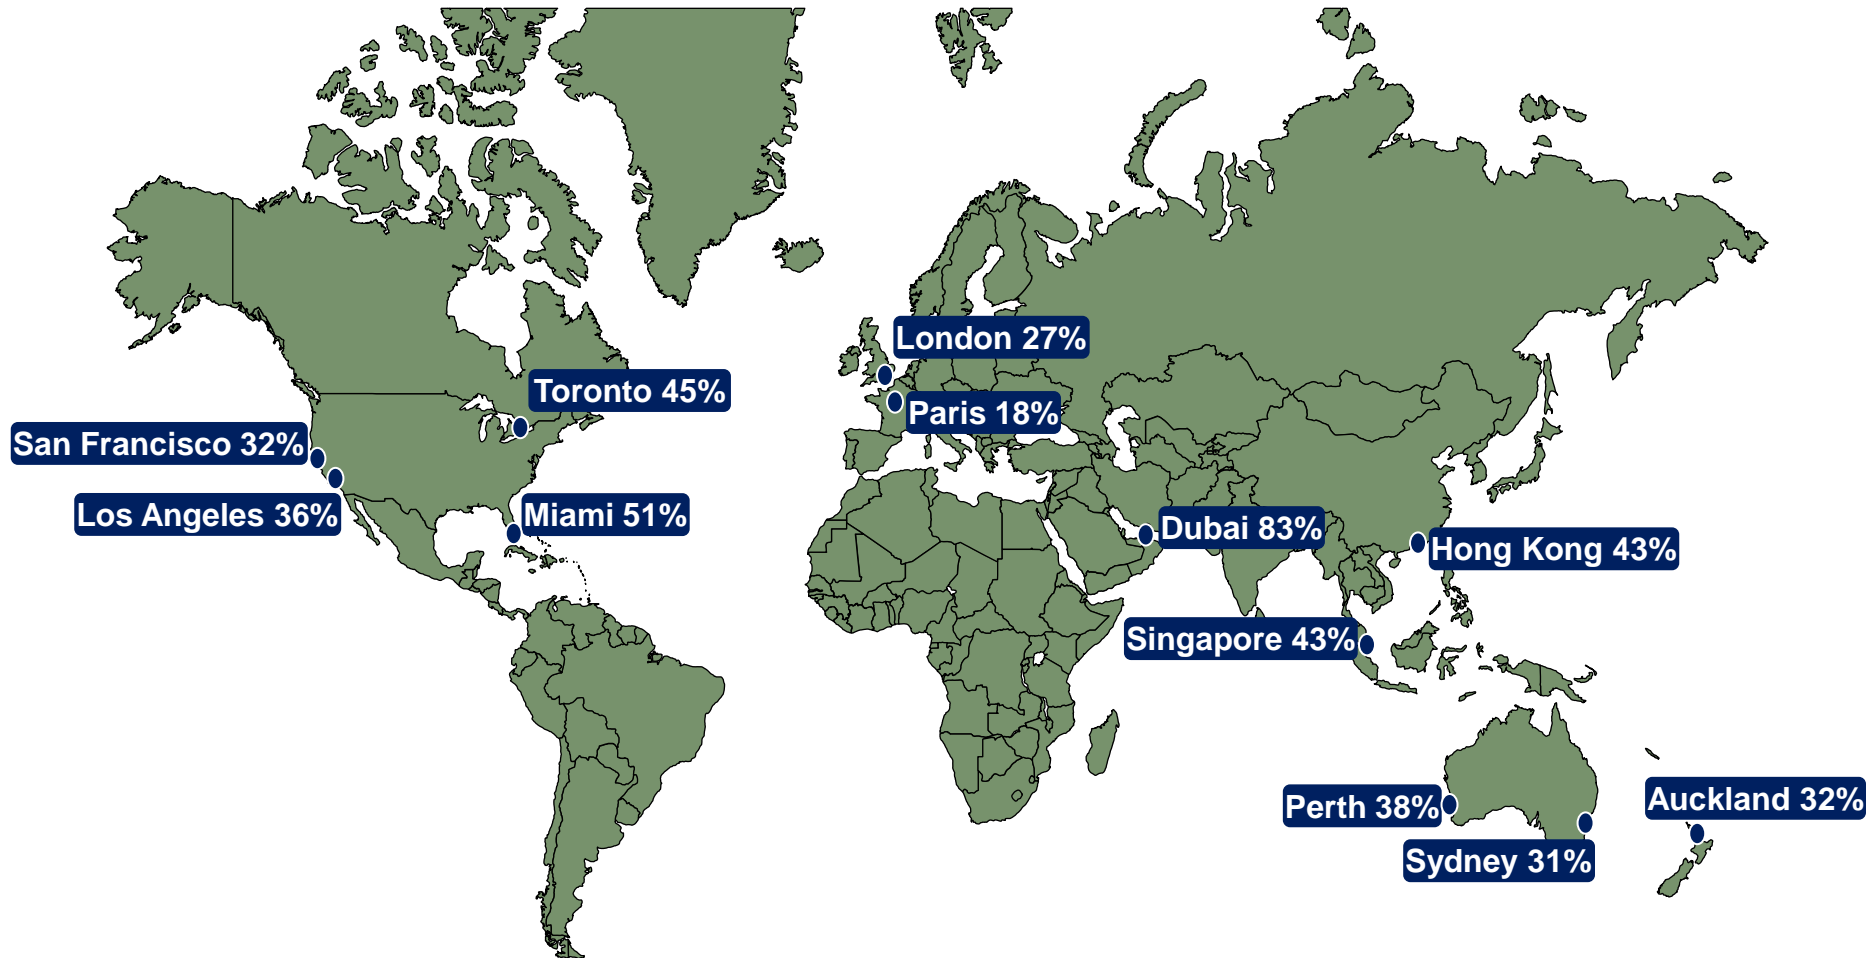 London 27%
Toronto 45%
Paris 18%
San Francisco 32%
Los Angeles 36%
Miami 51%
Dubai 83%
Hong Kong 43%
Singapore 43%
Perth 38%
Auckland 32%
Sydney 31%